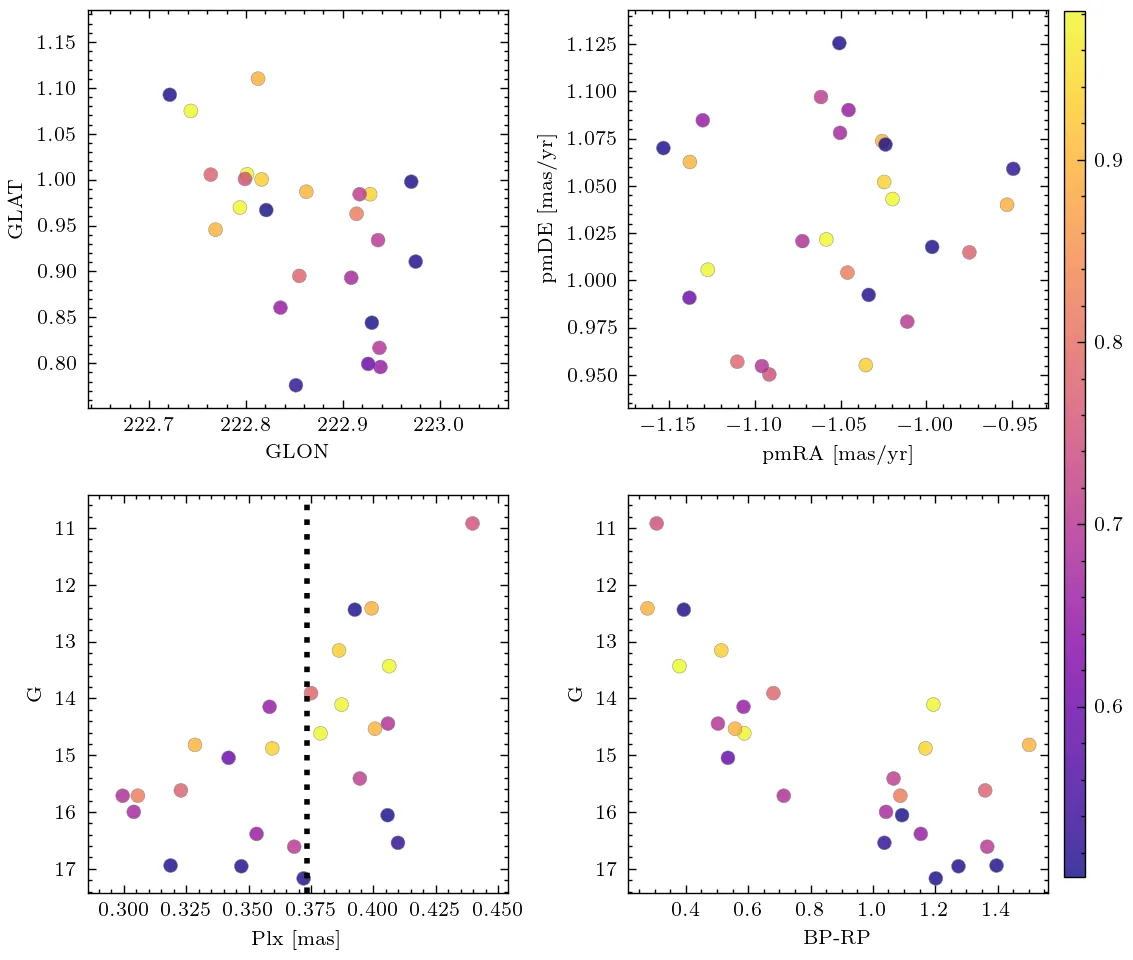 1.15
1.10
1.05
1.00
0.95
0.90
0.85
0.80
GLAT
222.7 222.8 222.9 223.0
GLON
1.125
1.100
1.075
1.050
1.025
1.000
0.975
0.950
pmDE [mas/yr]
−1.15 −1.10 −1.05 −1.00 −0.95
pmRA [mas/yr]
0.9
0.8
0.7
0.6
11
12
13
14
15
16
17
G
0.300 0.325 0.350 0.375 0.400 0.425 0.450
Plx [mas]
11
12
13
14
15
16
17
G
0.4 0.6 0.8 1.0 1.2 1.4
BP-RP